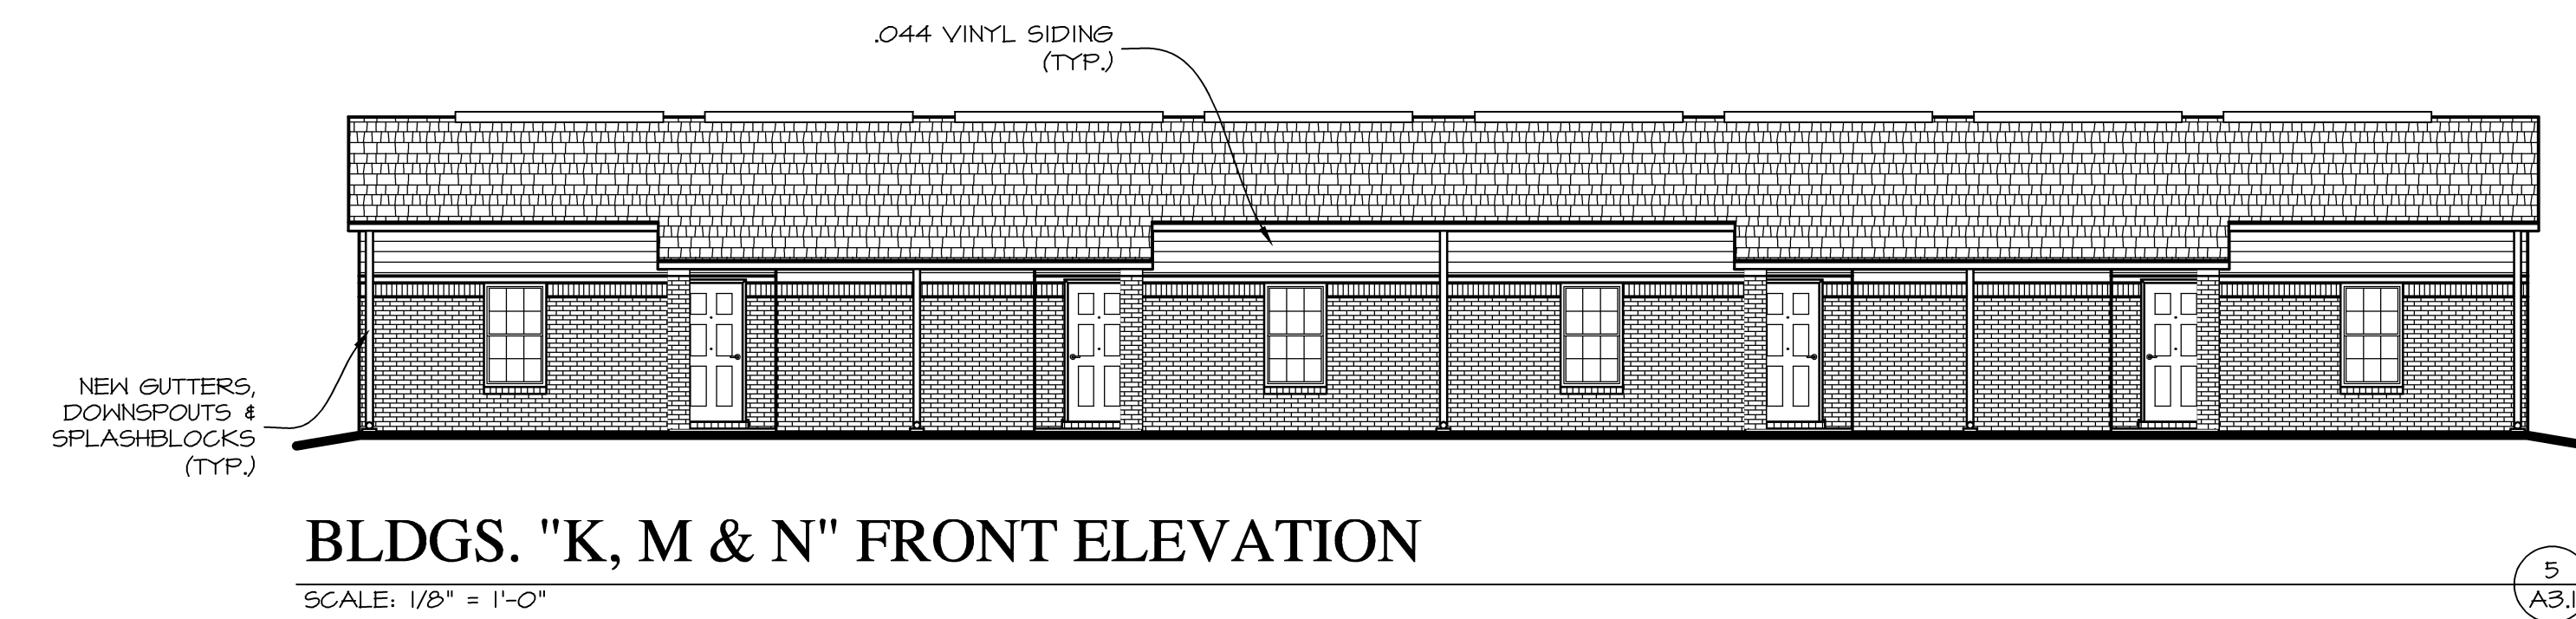 .044 VINYL SIDING
(TYP.)
NEW GUTTERS,
DOWNSPOUTS &
SPLASHBLOCKS
(TYP.)
BLDGS. "K, M & N" FRONT ELEVATION
SCALE: 1/8" = 1'-0"
5
A3.1